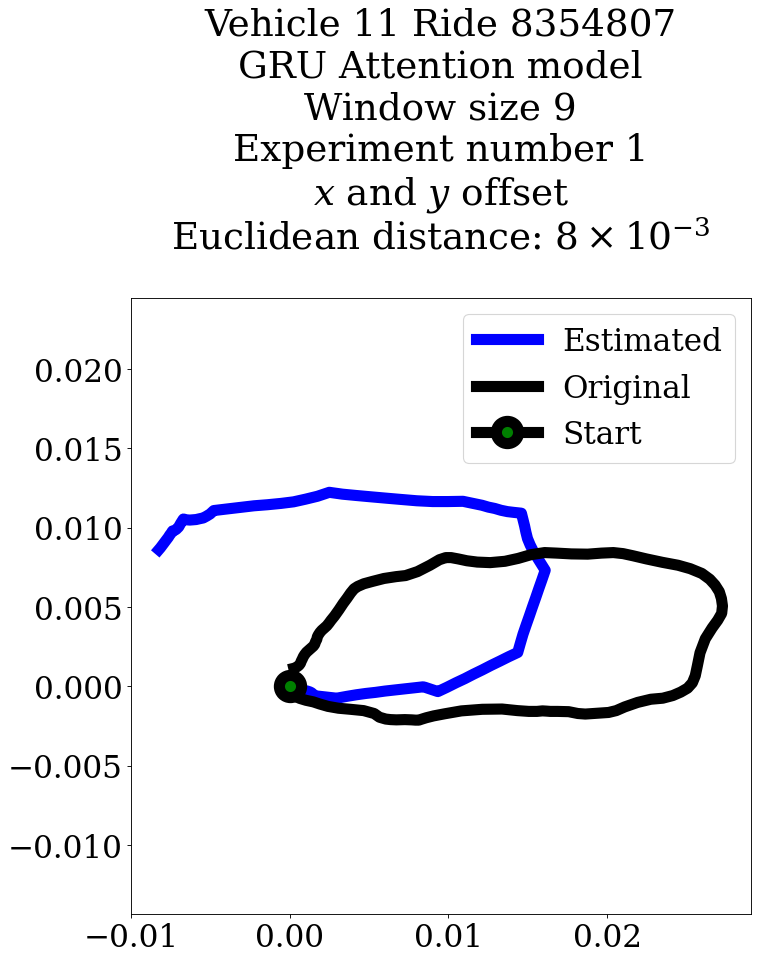 Vehicle 11 Ride 8354807
GRU Attention model
Window size 9
Experiment number 1
x and y offset
Euclidean distance: 8 × 10⁻³
Estimated
Original
Start
0.020
0.015
0.010
0.005
0.000
−0.005
−0.010
−0.01 0.00 0.01 0.02